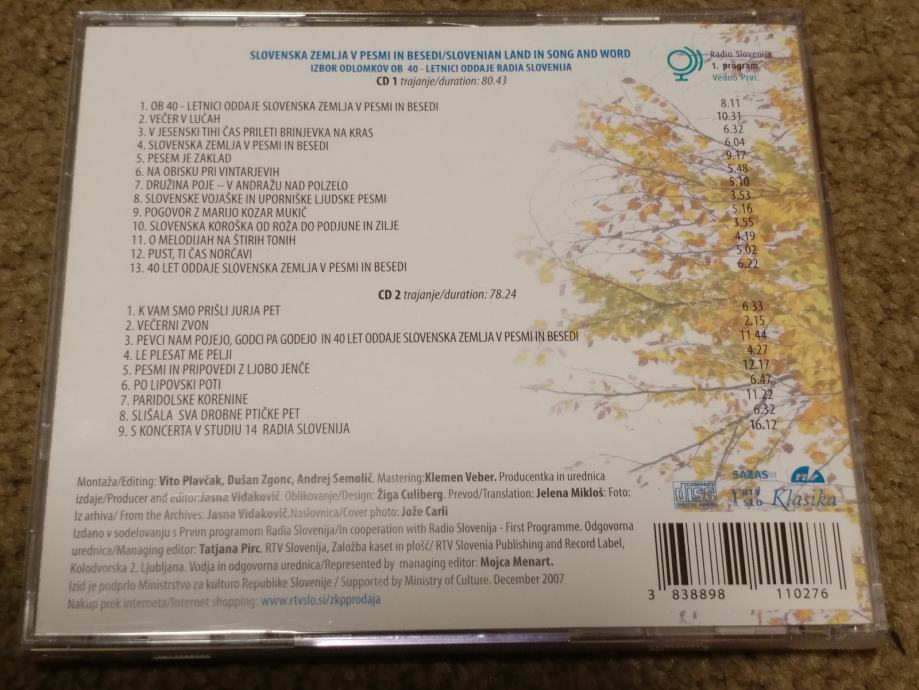 SLOVENSKA ZEMLJA V PESMI IN BESEDI/SLOVENIAN LAND IN SONG AND WORD
IZBOR ODLOMKOV OB 40 - LETNICI ODDAJE RADIA SLOVENIJA
Radio Slovenija
1. program
Vedno Prvi.
CD 1 trajanje/duration: 80.43
1. OB 40 - LETNICI ODDAJE SLOVENSKA ZEMLJA V PESMI IN BESEDI 8.11
2. VEČER V LUČAH 10.31
3. V JESENSKI TIHI ČAS PRILETI BRINJEVKA NA KRAS 6.32
4. SLOVENSKA ZEMLJA V PESMI IN BESEDI 6.04
5. PESEM JE ZAKLAD 9.17
6. NA OBISKU PRI VINTARJEVIH 5.48
7. DRUŽINA POJE – V ANDRAŽU NAD POLZELO 5.10
8. SLOVENSKE VOJAŠKE IN UPORNIŠKE LJUDSKE PESMI 3.53
9. POGOVOR Z MARIJO KOZAR MUKIČ 5.16
10. SLOVENSKA KOROŠKA OD ROŽA DO PODJUNE IN ZILJE 3.55
11. O MELODIJAH NA ŠTIRIH TONIH 4.19
12. PUST, TI ČAS NORČAVI 5.02
13. 40 LET ODDAJE SLOVENSKA ZEMLJA V PESMI IN BESEDI 6.22
CD 2 trajanje/duration: 78.24
1. K VAM SMO PRIŠLI JURJA PET 6.33
2. VEČERNI ZVON 2.15
3. PEVCI NAM POJEJO, GODCI PA GODEJO IN 40 LET ODDAJE SLOVENSKA ZEMLJA V PESMI IN BESEDI 11.44
4. LE PLESAT ME PELJI 4.27
5. PESMI IN PRIPOVEDI Z LJOBO JENČE 12.17
6. PO LIPOVSKI POTI 6.47
7. PARIDOLSKE KORENINE 11.22
8. SLIŠALA SVA DROBNE PTIČKE PET 6.32
9. S KONCERTA V STUDIU 14 RADIA SLOVENIJA 16.12
Montaža/Editing: Vito Plavčak, Dušan Zgonc, Andrej Semolič. Mastering:Klemen Veber. Producentka in urednica
izdaje/Producer and editor:Jasna Vidakovič. Oblikovanje/Design: Žiga Culiberg. Prevod/Translation: Jelena Mikloš: Foto:
Iz arhiva/ From the Archives: Jasna Vidakovič.Naslovnica/Cover photo: Jože Carli
Izdano v sodelovanju s Prvim programom Radia Slovenija/In cooperation with Radio Slovenija - First Programme. Odgovorna
urednica/Managing editor: Tatjana Pirc. RTV Slovenija, Založba kaset in plošč/ RTV Slovenia Publishing and Record Label,
Kolodvorska 2, Ljubljana. Vodja in odgovorna urednica/Represented by managing editor: Mojca Menart.
Izid je podprlo Ministrstvo za kulturo Republike Slovenije / Supported by Ministry of Culture. December 2007
Nakup prek interneta/Internet shopping: www.rtvslo.si/zkpprodaja
COMPACT
disc
DIGITAL AUDIO
SAZAS
RTV
SLO
Klasika
3 838898 110276